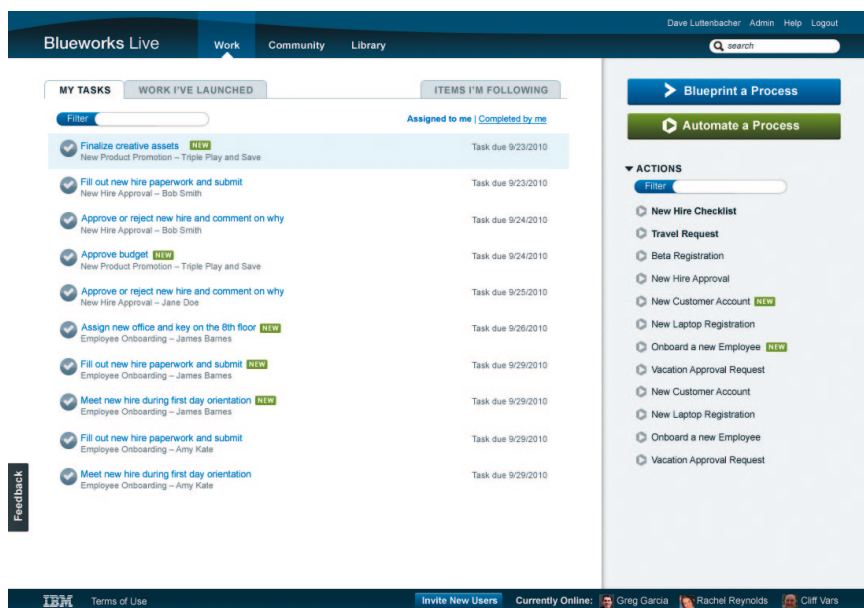 Dave Luttenbacher Admin Help Logout
Blueworks Live Work Community Library search
MY TASKS WORK I'VE LAUNCHED ITEMS I'M FOLLOWING
Filter Assigned to me | Completed by me
Finalize creative assets NEW Task due 9/23/2010
New Product Promotion – Triple Play and Save
Fill out new hire paperwork and submit Task due 9/23/2010
New Hire Approval – Bob Smith
Approve or reject new hire and comment on why Task due 9/24/2010
New Hire Approval – Bob Smith
Approve budget NEW Task due 9/24/2010
New Product Promotion – Triple Play and Save
Approve or reject new hire and comment on why Task due 9/25/2010
New Hire Approval – Jane Doe
Assign new office and key on the 8th floor NEW Task due 9/26/2010
Employee Onboarding – James Barnes
Fill out new hire paperwork and submit NEW Task due 9/29/2010
Employee Onboarding – James Barnes
Meet new hire during first day orientation NEW Task due 9/29/2010
Employee Onboarding – James Barnes
Fill out new hire paperwork and submit Task due 9/29/2010
Employee Onboarding – Amy Kate
Meet new hire during first day orientation Task due 9/29/2010
Employee Onboarding – Amy Kate
Blueprint a Process
Automate a Process
ACTIONS
Filter
New Hire Checklist
Travel Request
Beta Registration
New Hire Approval
New Customer Account NEW
New Laptop Registration
Onboard a new Employee NEW
Vacation Approval Request
New Customer Account
New Laptop Registration
Onboard a new Employee
Vacation Approval Request
Feedback
IBM Terms of Use Invite New Users Currently Online: Greg Garcia Rachel Reynolds Cliff Vars